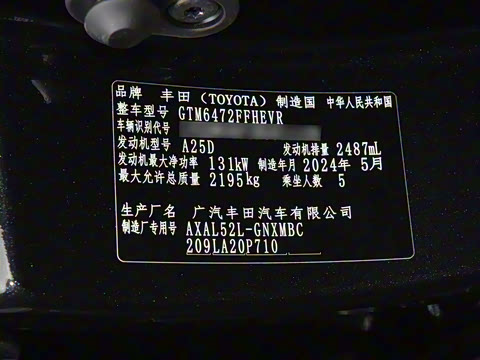 品牌 丰田（TOYOTA）制造国 中华人民共和国
整车型号 GTM6472FFHEVR
车辆识别代号
发动机型号 A25D 发动机排量 2487mL
发动机最大净功率 131kW 制造年月 2024年 5月
最大允许总质量 2195kg 乘坐人数 5
生产厂名 广汽丰田汽车有限公司
制造厂专用号 AXAL52L-GNXMBC
209LA20P710